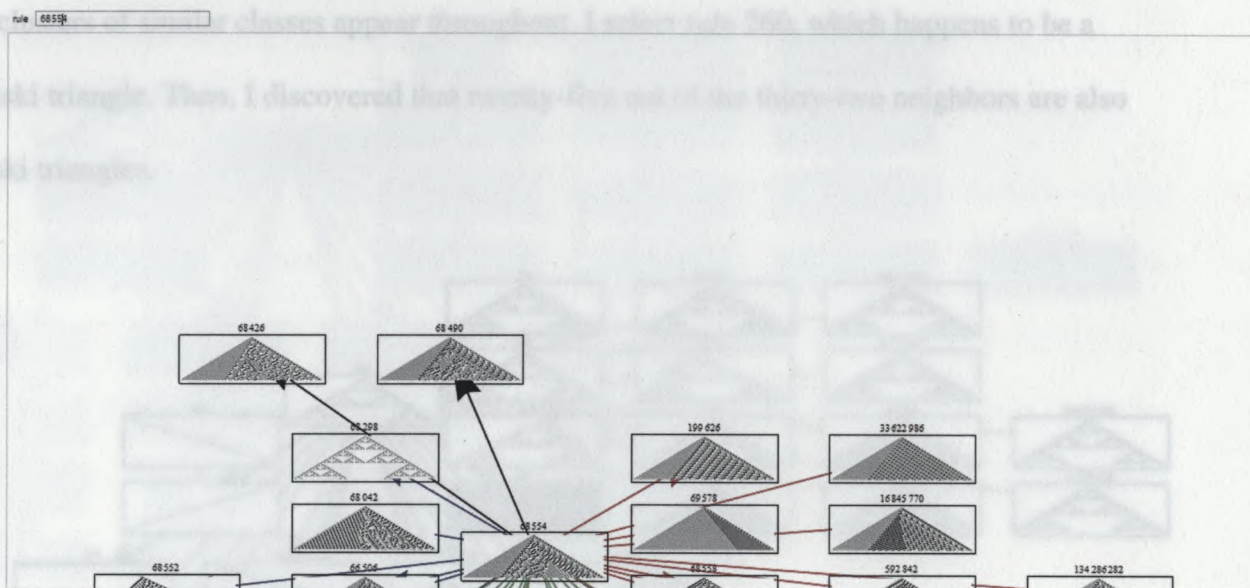 rule 68554
clusters of similar classes appear throughout. I select rule which happens to be a
ski triangle. Then, I discovered that twenty-five out of the thirty-two neighbors are also
ski triangles.
68426 68490
68298 199626 33622986
68042 69578 16845770
68554
68552 66506 68558 592842 134286282